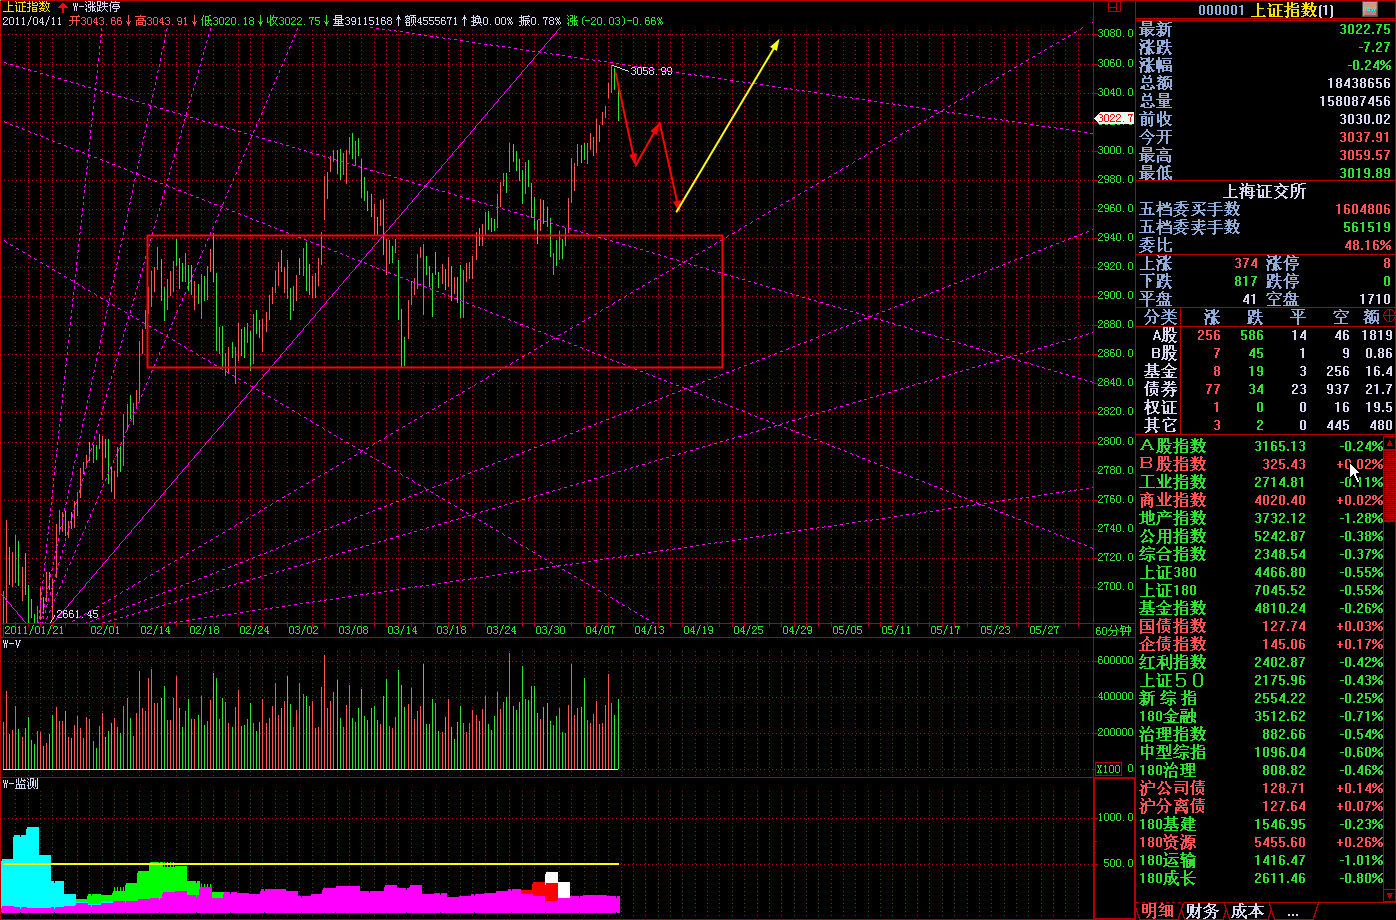 上证指数 W-涨跌停
2011/04/11 开3043.66↓高3043.91↓低3020.18↓收3022.75↓量39115168↑额4555671↑换0.00% 振0.78% 涨(-20.03)-0.66%
日
3080.0
3060.0
3040.0
3022.7
3000.0
2980.0
2960.0
2940.0
2920.0
2900.0
2880.0
2860.0
2840.0
2820.0
2800.0
2780.0
2760.0
2740.0
2720.0
2700.0
3058.99
2661.45
2011/01/21 02/01 02/14 02/18 02/24 03/02 03/08 03/14 03/18 03/24 03/30 04/07 04/13 04/19 04/25 04/29 05/05 05/11 05/17 05/23 05/27 60分钟
W-V
600000
400000
200000
X100 0
W-监测
1000.0
500.0
000001 上证指数(1)
最新 3022.75
涨跌 -7.27
涨幅 -0.24%
总额 18438656
总量 158087456
前收 3030.02
今开 3037.91
最高 3059.57
最低 3019.89
上海证交所
五档委买手数 1604806
五档委卖手数 561519
委比 48.16%
上涨 374 涨停 8
下跌 817 跌停 0
平盘 41 空盘 1710
分类 涨 跌 平 空 额
A股 256 586 14 46 1819
B股 7 45 1 9 0.86
基金 8 19 3 256 16.4
债券 77 34 23 937 21.7
权证 1 0 0 16 19.5
其它 3 2 0 445 480
A股指数 3165.13 -0.24%
B股指数 325.43 +0.02%
工业指数 2714.81 -0.11%
商业指数 4020.40 +0.02%
地产指数 3732.12 -1.28%
公用指数 5242.87 -0.38%
综合指数 2348.54 -0.37%
上证380 4466.80 -0.55%
上证180 7045.52 -0.55%
基金指数 4810.24 -0.26%
国债指数 127.74 +0.03%
企债指数 145.06 +0.17%
红利指数 2402.87 -0.42%
上证50 2175.96 -0.43%
新综指 2554.22 -0.25%
180金融 3512.62 -0.71%
治理指数 882.66 -0.54%
中型综指 1096.04 -0.60%
180治理 808.82 -0.46%
沪公司债 128.71 +0.14%
沪分离债 127.64 +0.07%
180基建 1546.95 -0.23%
180资源 5455.60 +0.26%
180运输 1416.47 -1.01%
180成长 2611.46 -0.80%
明细 财务 成本 ...